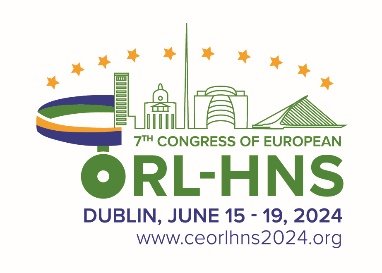 7TH CONGRESS OF EUROPEAN
ORL-HNS
DUBLIN, JUNE 15 - 19, 2024
www.ceorlhns2024.org